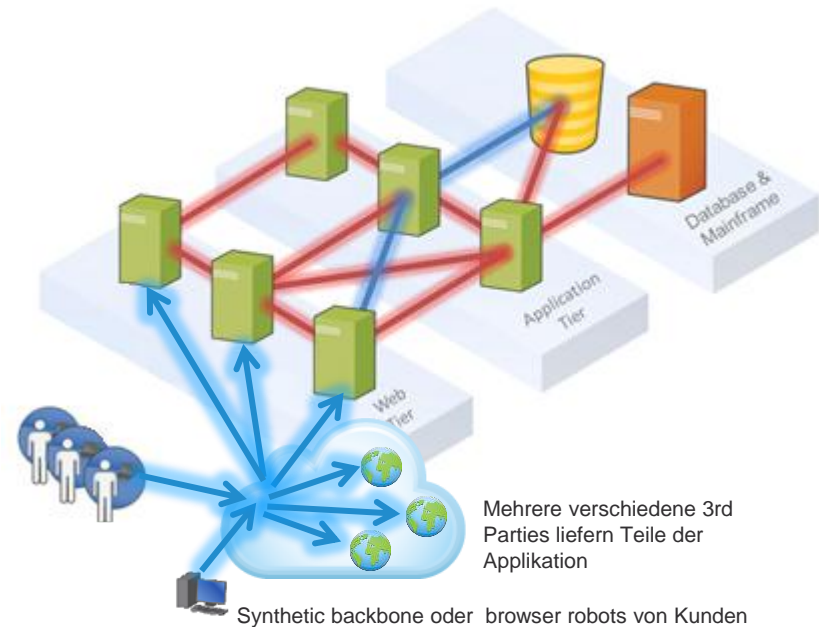 Database &
Mainframe
Application
Tier
Web
Tier
Mehrere verschiedene 3rd
Parties liefern Teile der
Applikation
Synthetic backbone oder browser robots von Kunden